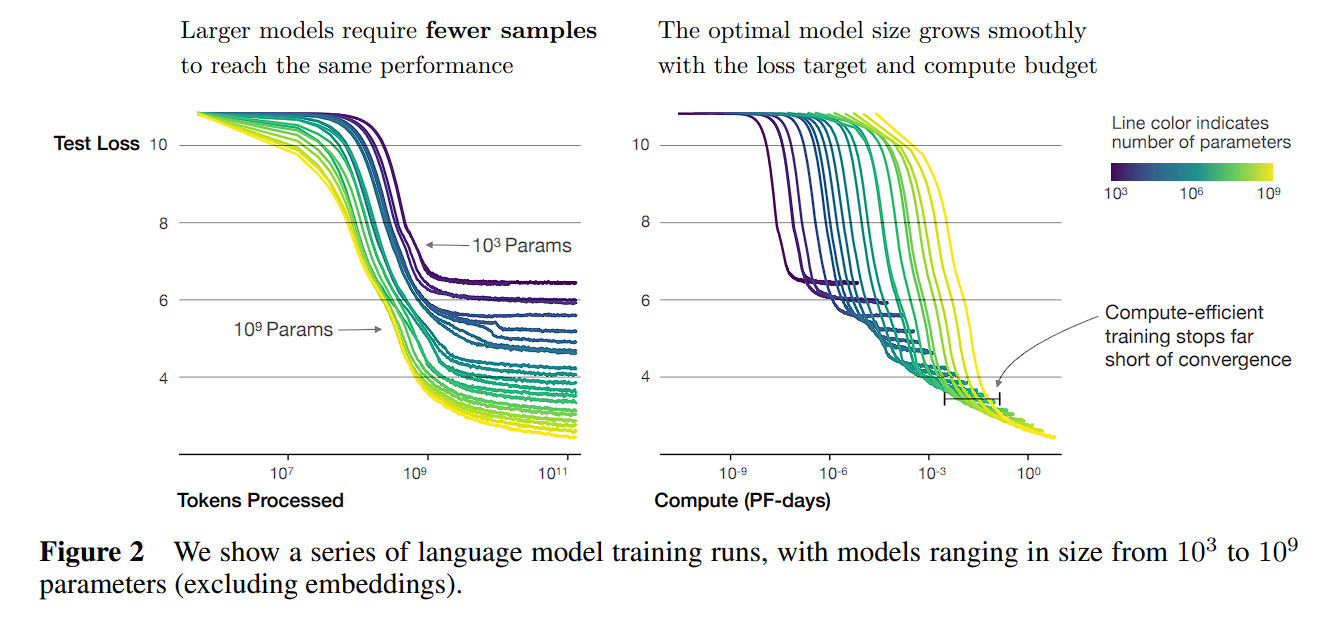 Larger models require fewer samples
to reach the same performance
The optimal model size grows smoothly
with the loss target and compute budget
Test Loss
10
8
6
4
10³ Params
10⁹ Params
10⁷
10⁹
10¹¹
Tokens Processed
10
8
6
4
10⁻⁹
10⁻⁶
10⁻³
10⁰
Compute (PF-days)
Line color indicates
number of parameters
10³
10⁶
10⁹
Compute-efficient
training stops far
short of convergence
Figure 2 We show a series of language model training runs, with models ranging in size from 10³ to 10⁹
parameters (excluding embeddings).